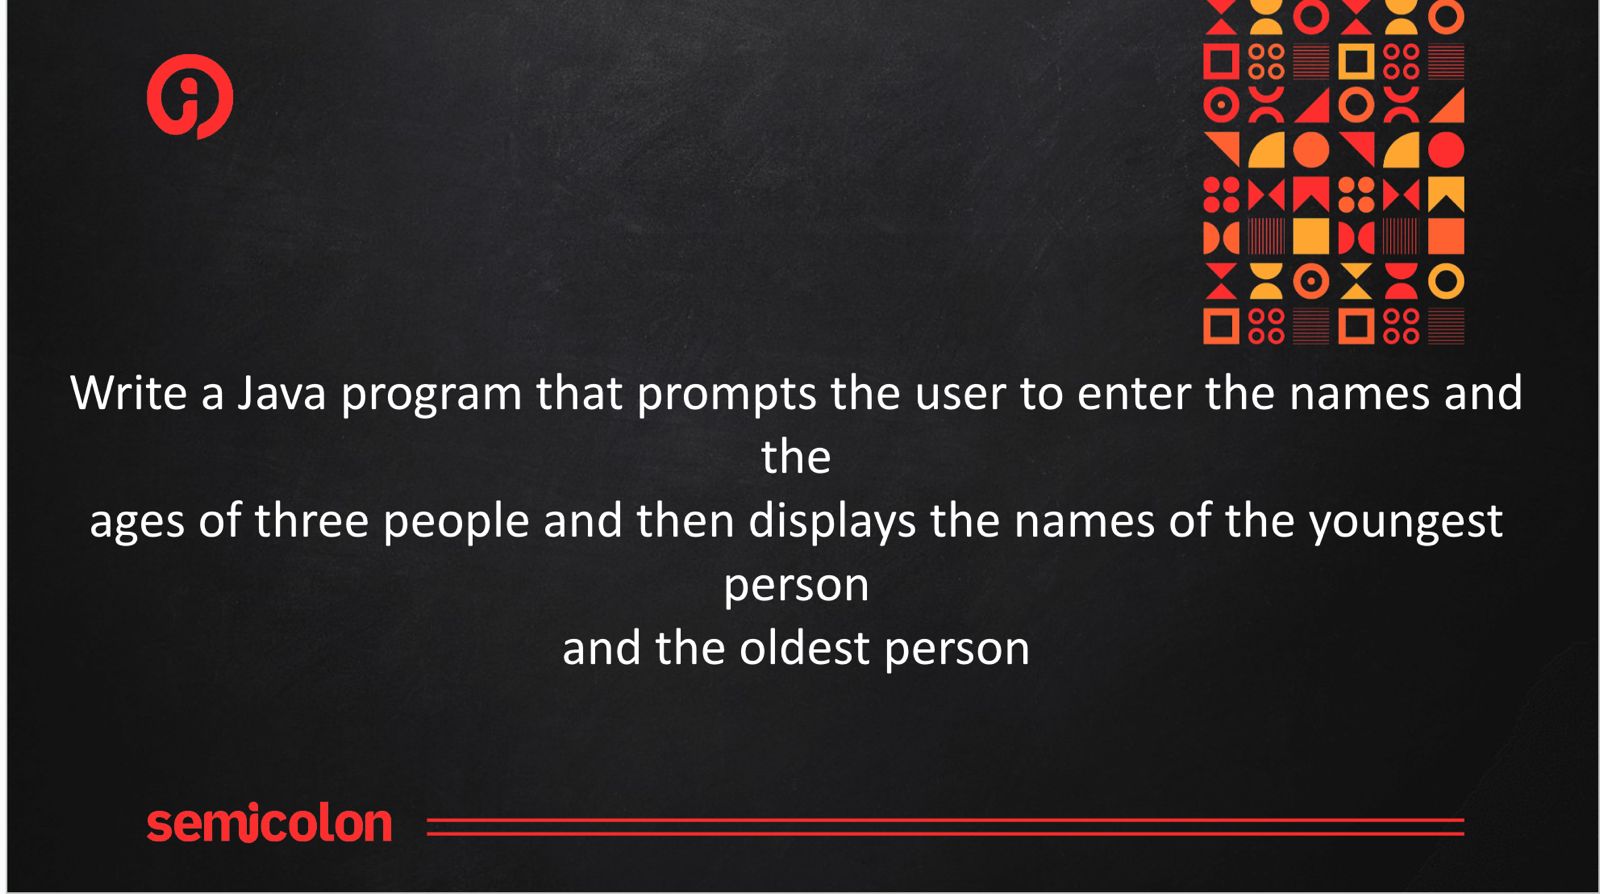 Write a Java program that prompts the user to enter the names and
the
ages of three people and then displays the names of the youngest
person
and the oldest person
semicolon